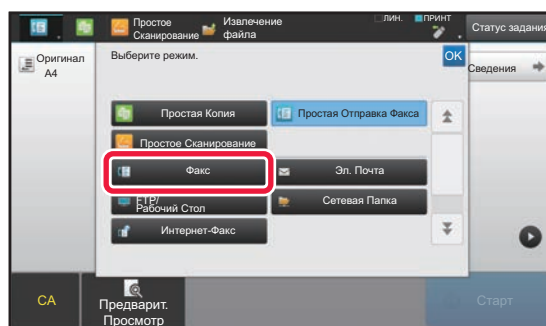 Простое
Сканирование
Извлечение
файла
ЛИН.
ПРИНТ
Статус задания
Оригинал
A4
Выберите режим.
OK
Сведения
Простая Копия
Простая Отправка Факса
Простое Сканирование
Факс
Эл. Почта
FTP/
Рабочий Стол
Сетевая Папка
Интернет-Факс
CA
Предварит.
Просмотр
Старт